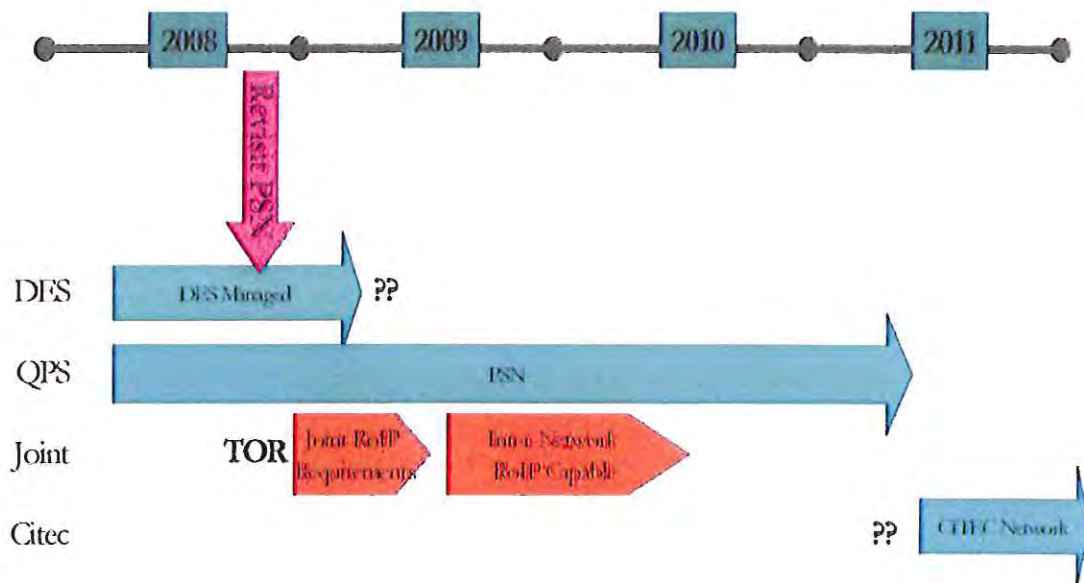 2008 2009 2010 2011
Revisit PSN
DES
DES Managed
??
QPS
PSN
Joint
TOR
Joint RoIP
Requirements
Inter-Network
RoIP Capable
Citec
??
CITEC Network